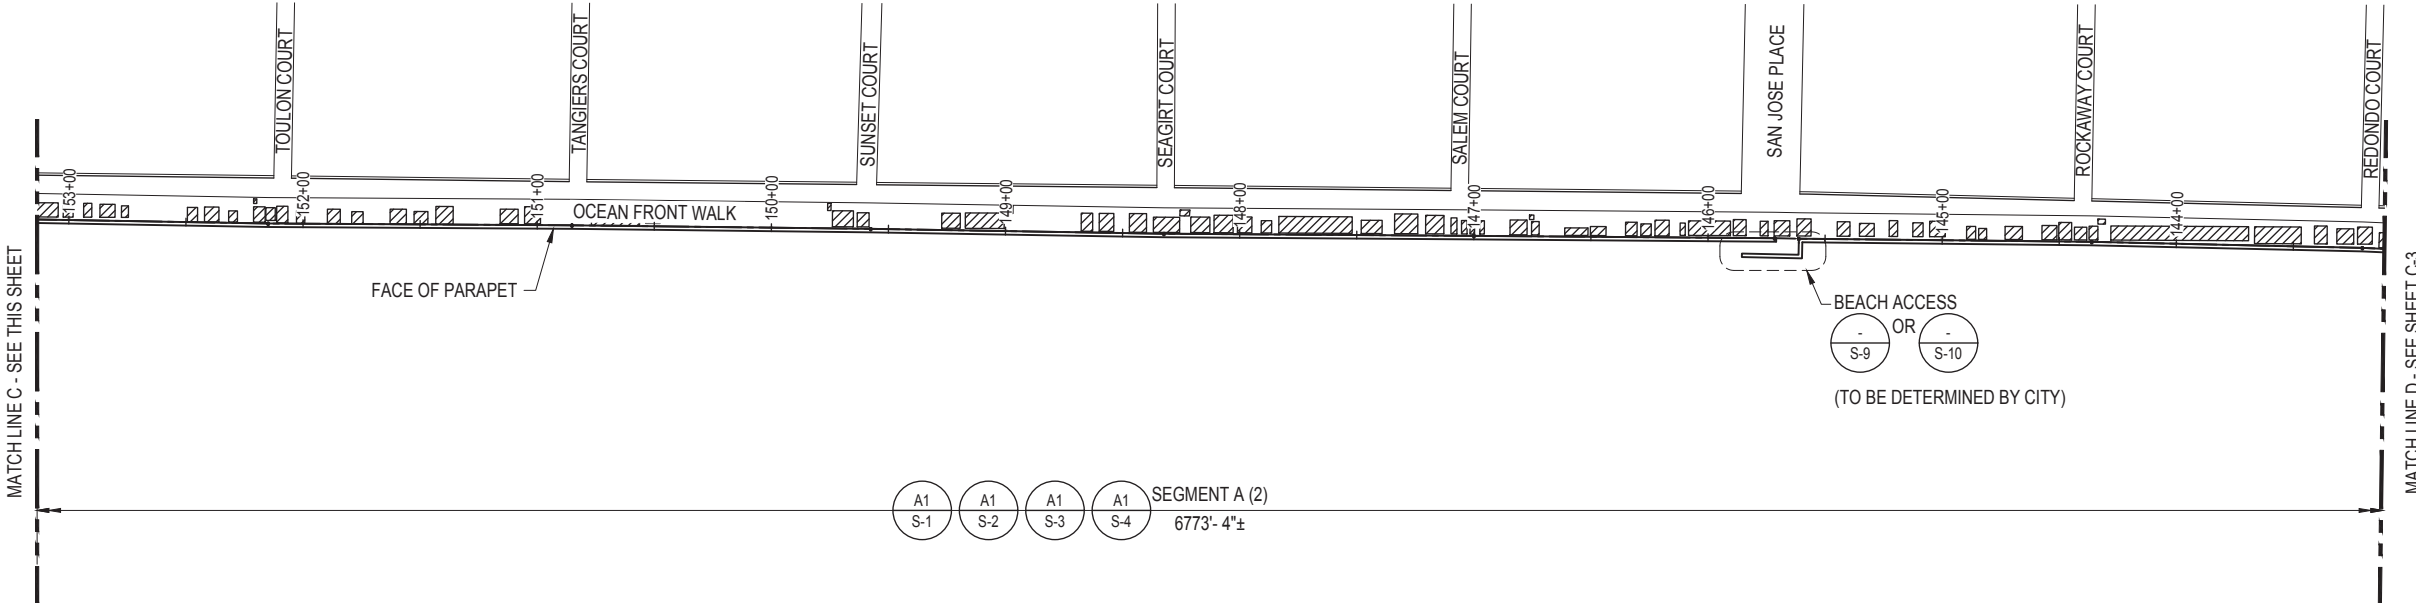 TOULON COURT
TANGIERS COURT
SUNSET COURT
SEAGIRT COURT
SALEM COURT
SAN JOSE PLACE
ROCKAWAY COURT
REDONDO COURT
153+00
152+00
151+00
150+00
149+00
148+00
147+00
146+00
145+00
144+00
OCEAN FRONT WALK
FACE OF PARAPET
MATCH LINE C - SEE THIS SHEET
MATCH LINE D - SEE SHEET C-3
BEACH ACCESS
- OR -
S-9 S-10
(TO BE DETERMINED BY CITY)
A1 A1 A1 A1 SEGMENT A (2)
S-1 S-2 S-3 S-4 6773'- 4"±